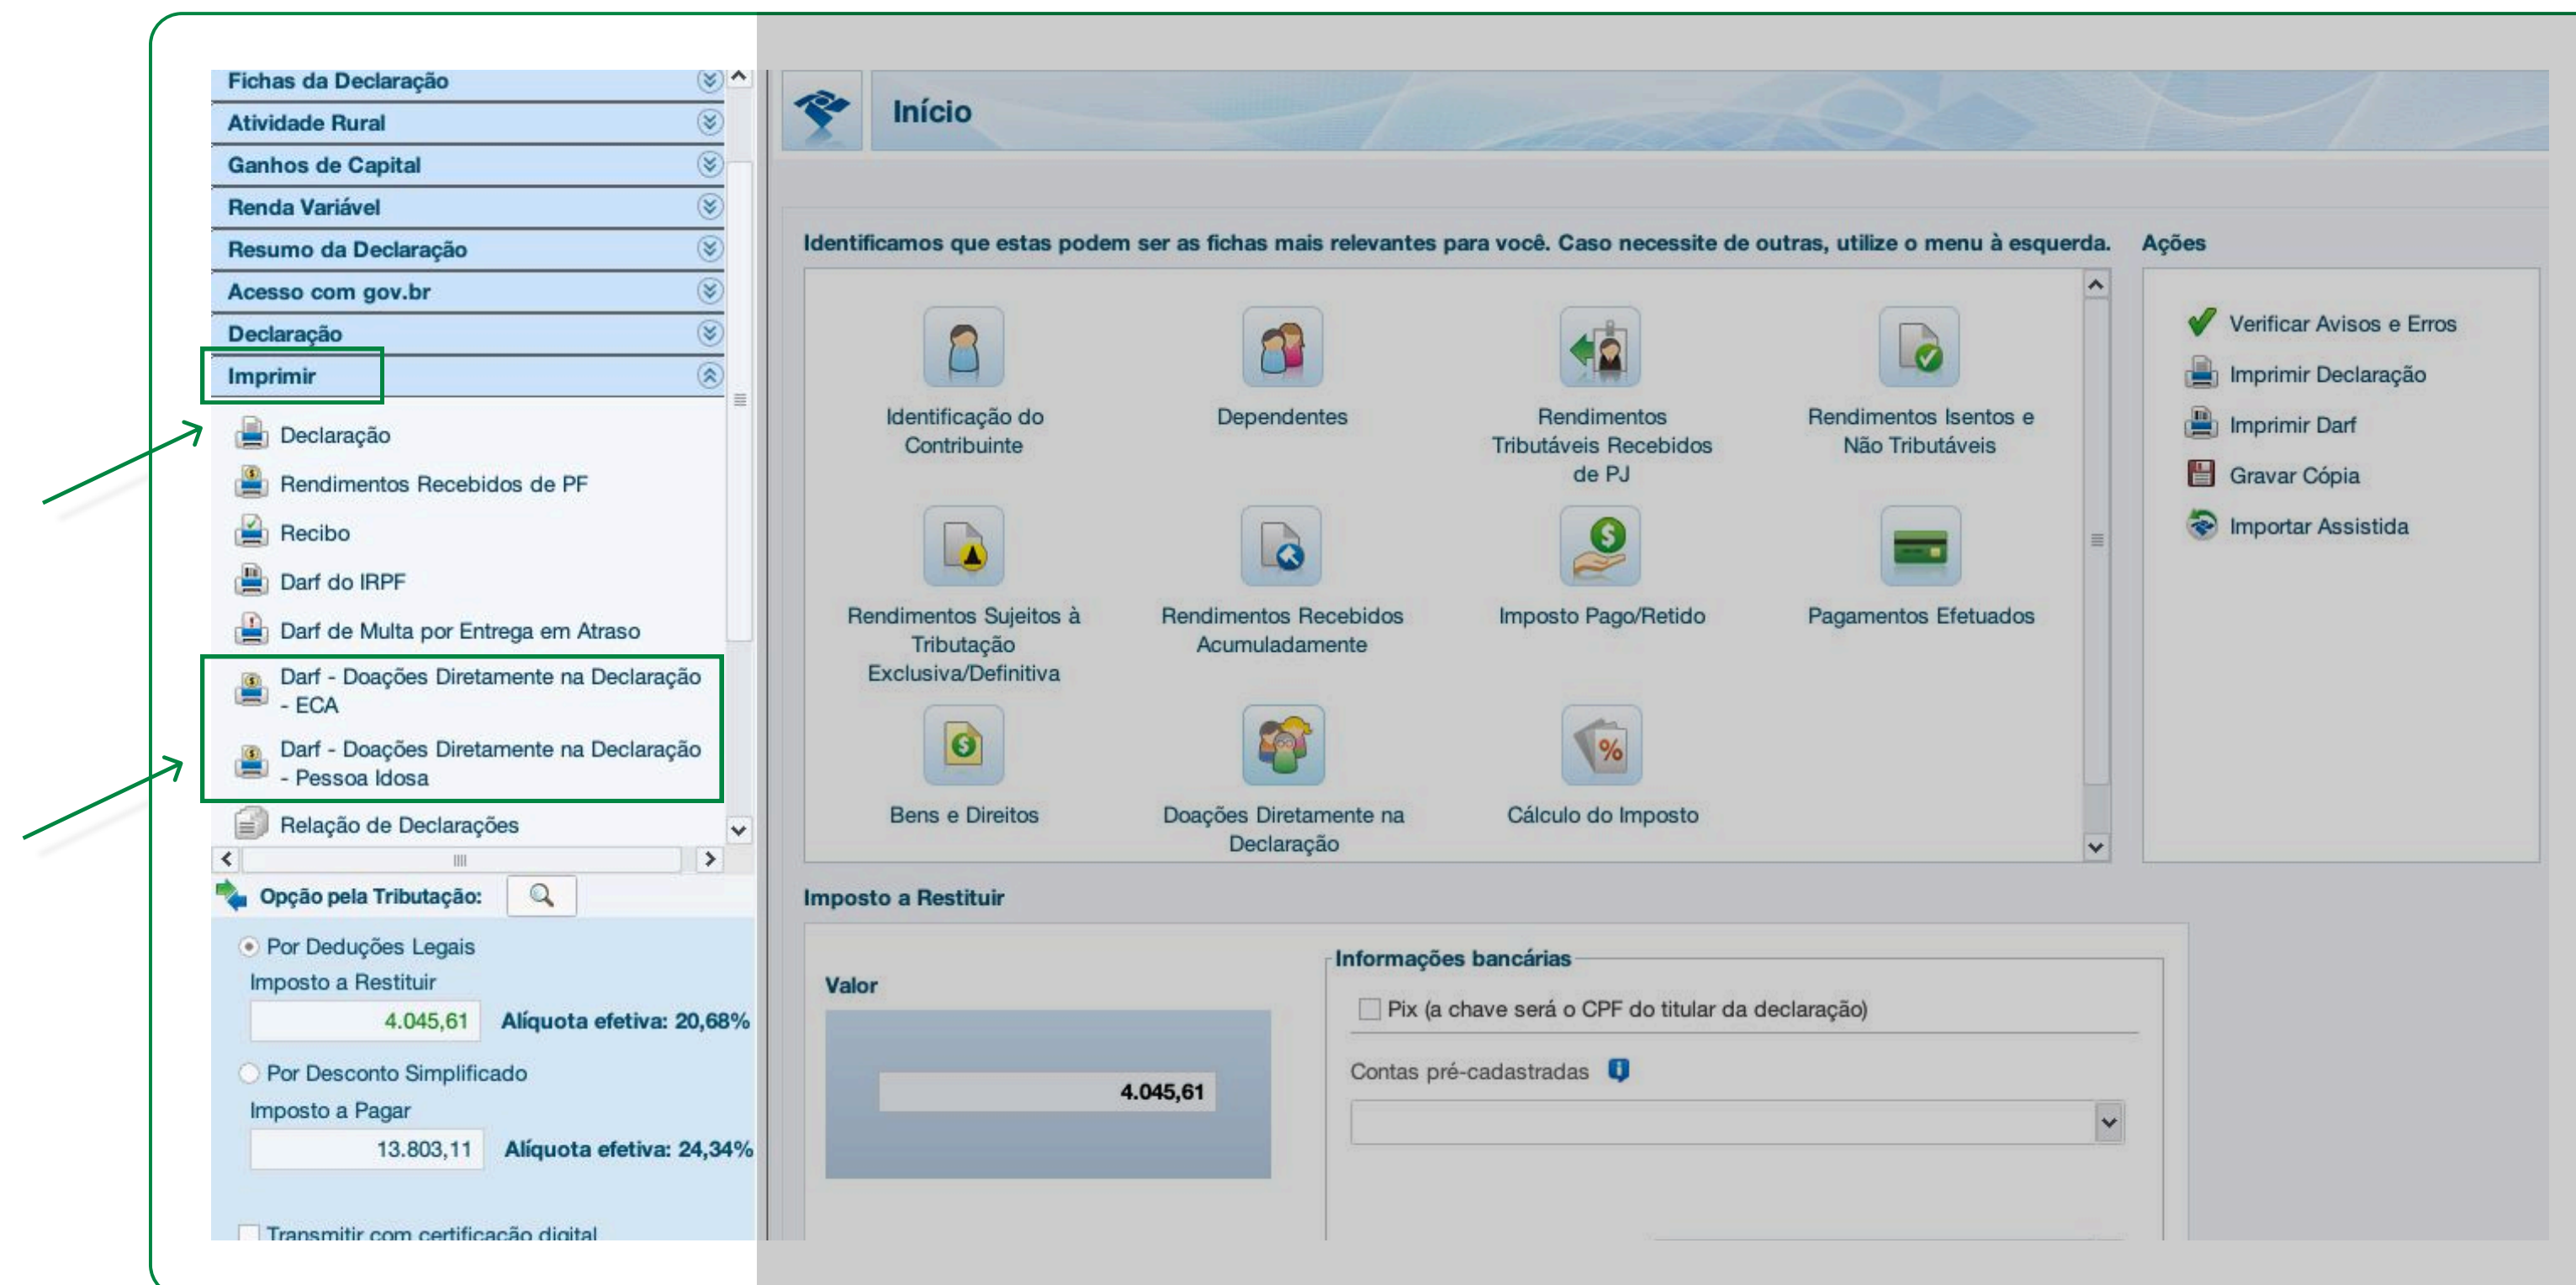 Fichas da Declaração
Atividade Rural
Ganhos de Capital
Renda Variável
Resumo da Declaração
Acesso com gov.br
Declaração
Imprimir
Declaração
Rendimentos Recebidos de PF
Recibo
Darf do IRPF
Darf de Multa por Entrega em Atraso
Darf - Doações Diretamente na Declaração
- ECA
Darf - Doações Diretamente na Declaração
- Pessoa Idosa
Relação de Declarações
Opção pela Tributação:
Por Deduções Legais
Imposto a Restituir
4.045,61 Alíquota efetiva: 20,68%
Por Desconto Simplificado
Imposto a Pagar
13.803,11 Alíquota efetiva: 24,34%
Transmitir com certificação digital
Início
Identificamos que estas podem ser as fichas mais relevantes para você. Caso necessite de outras, utilize o menu à esquerda.
Identificação do
Contribuinte
Dependentes
Rendimentos
Tributáveis Recebidos
de PJ
Rendimentos Isentos e
Não Tributáveis
Rendimentos Sujeitos à
Tributação
Exclusiva/Definitiva
Rendimentos Recebidos
Acumuladamente
Imposto Pago/Retido
Pagamentos Efetuados
Bens e Direitos
Doações Diretamente na
Declaração
Cálculo do Imposto
Ações
Verificar Avisos e Erros
Imprimir Declaração
Imprimir Darf
Gravar Cópia
Importar Assistida
Imposto a Restituir
Valor
4.045,61
Informações bancárias
Pix (a chave será o CPF do titular da declaração)
Contas pré-cadastradas